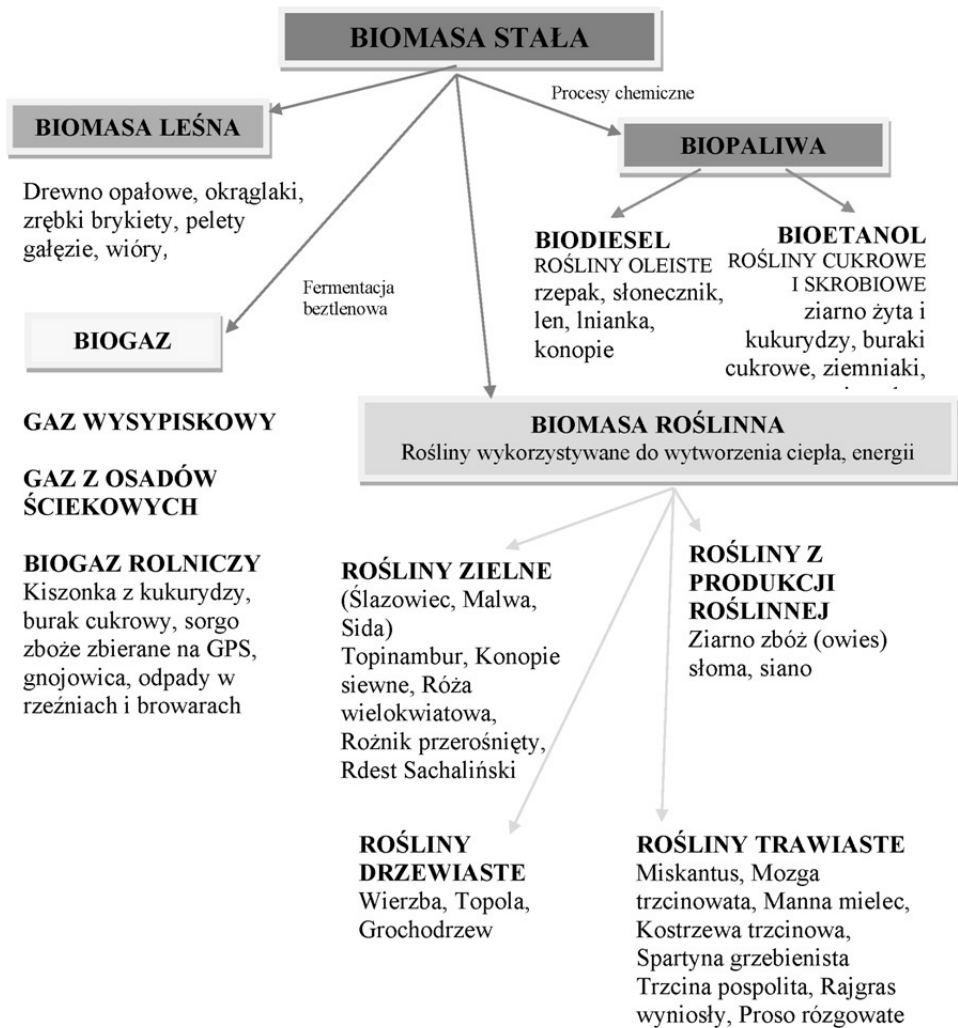 BIOMASA STAŁA
Procesy chemiczne
BIOMASA LEŚNA
BIOPALIWA
Drewno opałowe, okrąglaki,
zrębki brykiety, pelety
gałęzie, wióry,
BIODIESEL
ROŚLINY OLEISTE
rzepak, słonecznik,
len, lnianka,
konopie
BIOETANOL
ROŚLINY CUKROWE
I SKROBIOWE
ziarno żyta i
kukurydzy, buraki
cukrowe, ziemniaki,
Fermentacja
beztlenowa
BIOGAZ
GAZ WYSYPISKOWY
GAZ Z OSADÓW
ŚCIEKOWYCH
BIOGAZ ROLNICZY
Kiszonka z kukurydzy,
burak cukrowy, sorgo
zboże zbierane na GPS,
gnojowica, odpady w
rzeźniach i browarach
BIOMASA ROŚLINNA
Rośliny wykorzystywane do wytworzenia ciepła, energii
ROŚLINY ZIELNE
(Ślazowiec, Malwa,
Sida)
Topinambur, Konopie
siewne, Róża
wielokwiatowa,
Rożnik przerośnięty,
Rdest Sachaliński
ROŚLINY Z
PRODUKCJI
ROŚLINNEJ
Ziarno zbóż (owies)
słoma, siano
ROŚLINY
DRZEWIASTE
Wierzba, Topola,
Grochodrzew
ROŚLINY TRAWIASTE
Miskantus, Mozga
trzcinowata, Manna mielec,
Kostrzewa trzcinowa,
Spartyna grzebienista
Trzcina pospolita, Rajgras
wyniosły, Proso rózgowate